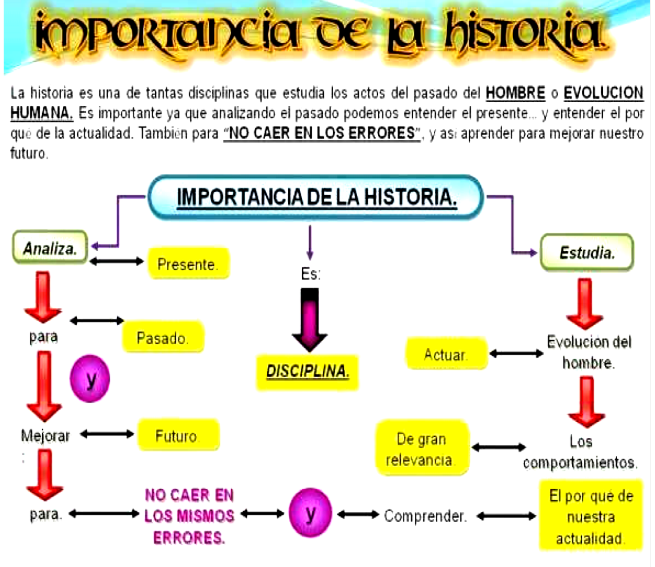 importancia de la historia.
La historia es una de tantas disciplinas que estudia los actos del pasado del HOMBRE o EVOLUCION
HUMANA. Es importante ya que analizando el pasado podemos entender el presente... y entender el por
qué de la actualidad. También para “NO CAER EN LOS ERRORES”, y así aprender para mejorar nuestro
futuro.
IMPORTANCIA DE LA HISTORIA.
Analiza.
Presente.
Es:
Estudia.
para
Pasado.
Actuar.
Evolución del
hombre.
DISCIPLINA.
y
Mejorar
:
Futuro
De gran
relevancia.
Los
comportamientos.
para.
NO CAER EN
LOS MISMOS
ERRORES.
y
Comprender.
El por qué de
nuestra
actualidad.